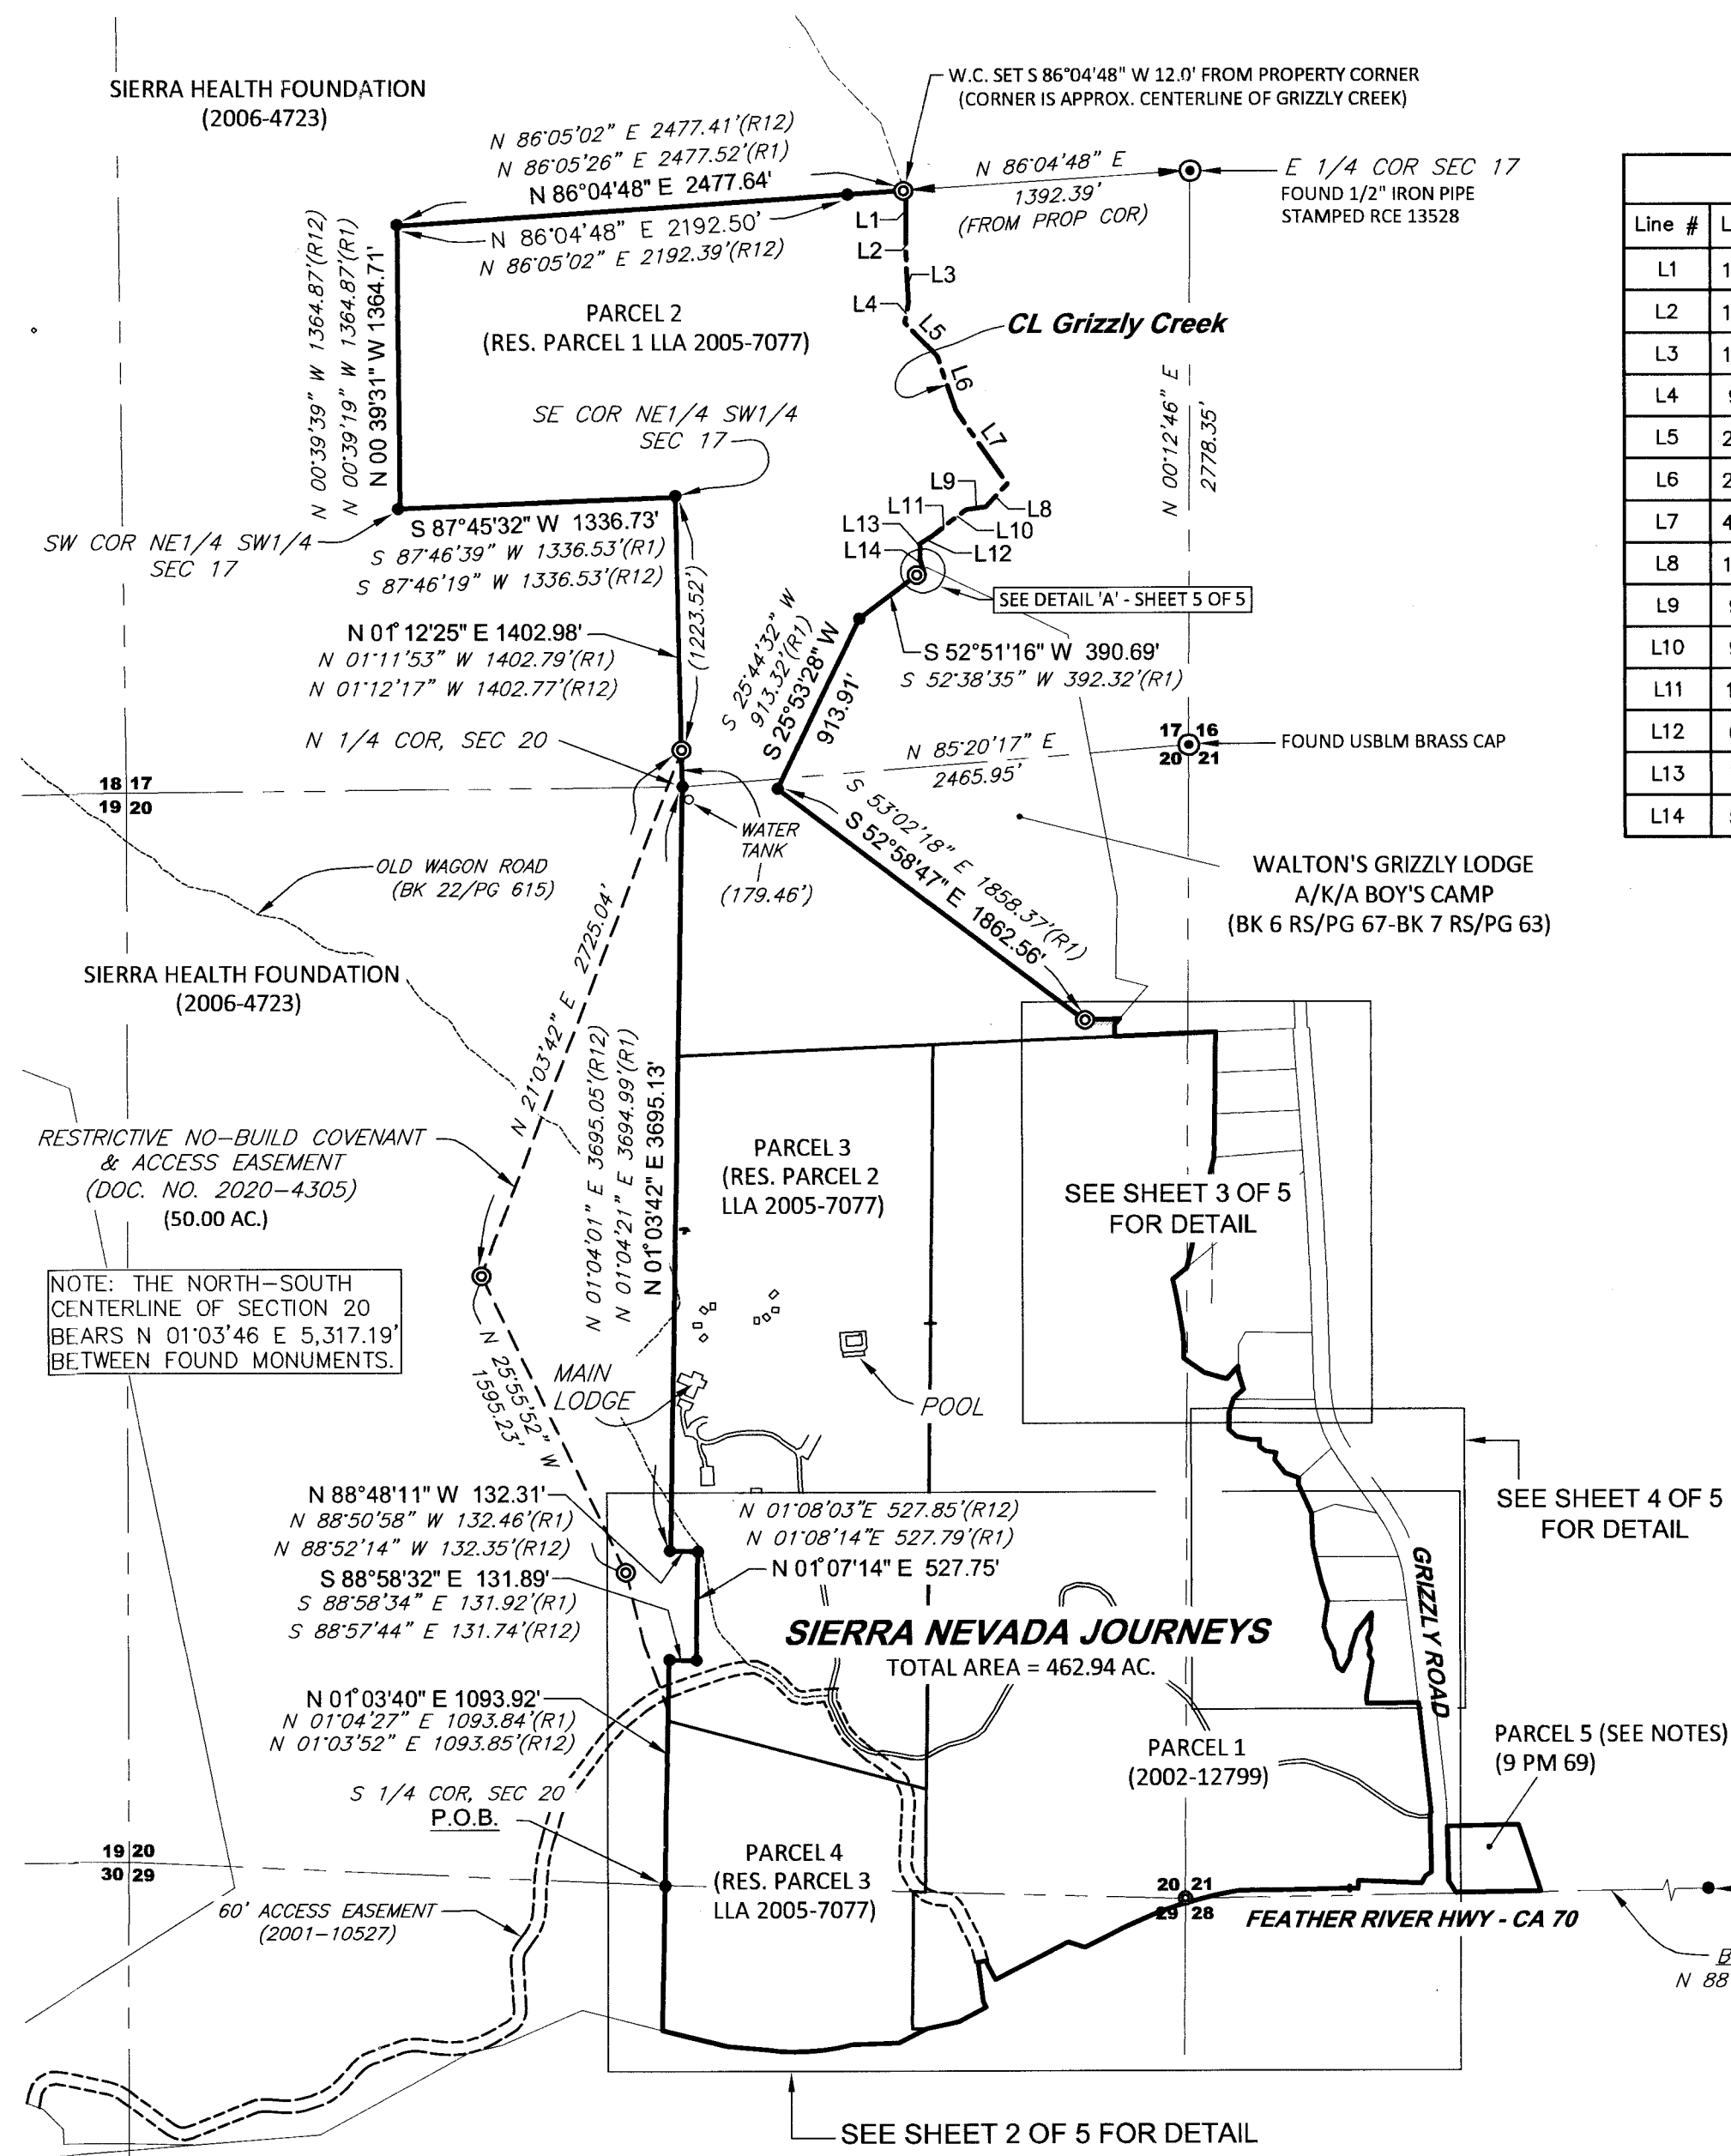 SIERRA HEALTH FOUNDATION
(2006-4723)
W.C. SET S 86°04'48" W 12.0' FROM PROPERTY CORNER
(CORNER IS APPROX. CENTERLINE OF GRIZZLY CREEK)
N 86°05'02" E 2477.41'(R12)
N 86°05'26" E 2477.52'(R1)
N 86°04'48" E 2477.64'
N 86°04'48" E 2192.50'
N 86°05'02" E 2192.39'(R12)
N 86°04'48" E
1392.39'
(FROM PROP COR)
E 1/4 COR SEC 17
FOUND 1/2" IRON PIPE
STAMPED RCE 13528
Line #
L1
L2
L3
L4
L5
L6
L7
L8
L9
L10
L11
L12
L13
L14
N 00°39'39" W 1364.87'(R12)
N 00°39'19" W 1364.87'(R1)
N 00 39'31" W 1364.71'
PARCEL 2
(RES. PARCEL 1 LLA 2005-7077)
L1
L2
L3
L4
L5
L6
L7
L8
L9
L10
L11
L12
L13
L14
CL Grizzly Creek
N 00°12'46" E
2778.35'
SE COR NE1/4 SW1/4
SEC 17
SW COR NE1/4 SW1/4
SEC 17
S 87°45'32" W 1336.73'
S 87°46'39" W 1336.53'(R1)
S 87°46'19" W 1336.53'(R12)
(1223.52')
SEE DETAIL 'A' - SHEET 5 OF 5
N 01°12'25" E 1402.98'
N 01°11'53" W 1402.79'(R1)
N 01°12'17" W 1402.77'(R12)
S 25°44'32" W
913.32'(R1)
S 25°53'28" W
913.91'
S 52°51'16" W 390.69'
S 52°38'35" W 392.32'(R1)
N 1/4 COR, SEC 20
N 85°20'17" E
2465.95'
17 16
20 21
FOUND USBLM BRASS CAP
18 17
19 20
WATER
TANK
(179.46')
OLD WAGON ROAD
(BK 22/PG 615)
S 53°02'18" E 1858.37'(R1)
S 52°58'47" E 1862.56'
WALTON'S GRIZZLY LODGE
A/K/A BOY'S CAMP
(BK 6 RS/PG 67-BK 7 RS/PG 63)
SIERRA HEALTH FOUNDATION
(2006-4723)
N 21°03'42" E 2725.04'
N 01°04'01" E 3695.05'(R12)
N 01°04'21" E 3694.99'(R1)
N 01°03'42" E 3695.13'
RESTRICTIVE NO-BUILD COVENANT
& ACCESS EASEMENT
(DOC. NO. 2020-4305)
(50.00 AC.)
PARCEL 3
(RES. PARCEL 2
LLA 2005-7077)
SEE SHEET 3 OF 5
FOR DETAIL
NOTE: THE NORTH-SOUTH
CENTERLINE OF SECTION 20
BEARS N 01°03'46 E 5,317.19'
BETWEEN FOUND MONUMENTS.
N 25°55'52" W
1595.23'
MAIN
LODGE
POOL
N 88°48'11" W 132.31'
N 88°50'58" W 132.46'(R1)
N 88°52'14" W 132.35'(R12)
S 88°58'32" E 131.89'
S 88°58'34" E 131.92'(R1)
S 88°57'44" E 131.74'(R12)
N 01°08'03"E 527.85'(R12)
N 01°08'14"E 527.79'(R1)
N 01°07'14" E 527.75'
SEE SHEET 4 OF 5
FOR DETAIL
GRIZZLY ROAD
SIERRA NEVADA JOURNEYS
TOTAL AREA = 462.94 AC.
N 01°03'40" E 1093.92'
N 01°04'27" E 1093.84'(R1)
N 01°03'52" E 1093.85'(R12)
PARCEL 1
(2002-12799)
PARCEL 5 (SEE NOTES)
(9 PM 69)
S 1/4 COR, SEC 20
P.O.B.
19 20
30 29
PARCEL 4
(RES. PARCEL 3
LLA 2005-7077)
20 21
29 28
60' ACCESS EASEMENT
(2001-10527)
FEATHER RIVER HWY - CA 70
N 88
SEE SHEET 2 OF 5 FOR DETAIL